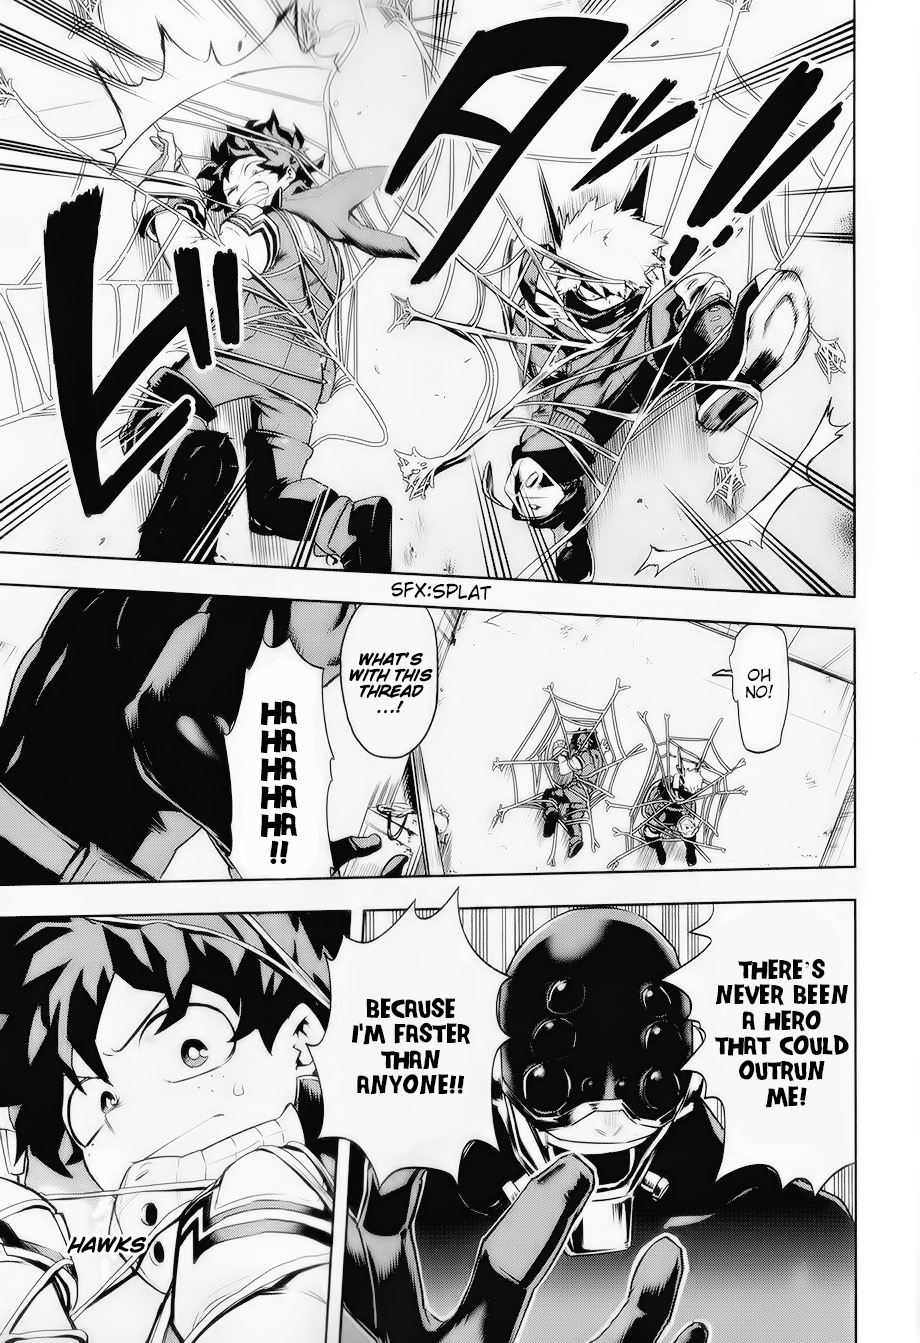 ビタッ!!
SFX:SPLAT
OH
NO!
WHAT'S
WITH THIS
THREAD
...!
HA
HA
HA
HA
HA
!!
THERE'S
NEVER BEEN
A HERO
THAT COULD
OUTRUN
ME!
BECAUSE
I'M FASTER
THAN
ANYONE!!
HAWKS